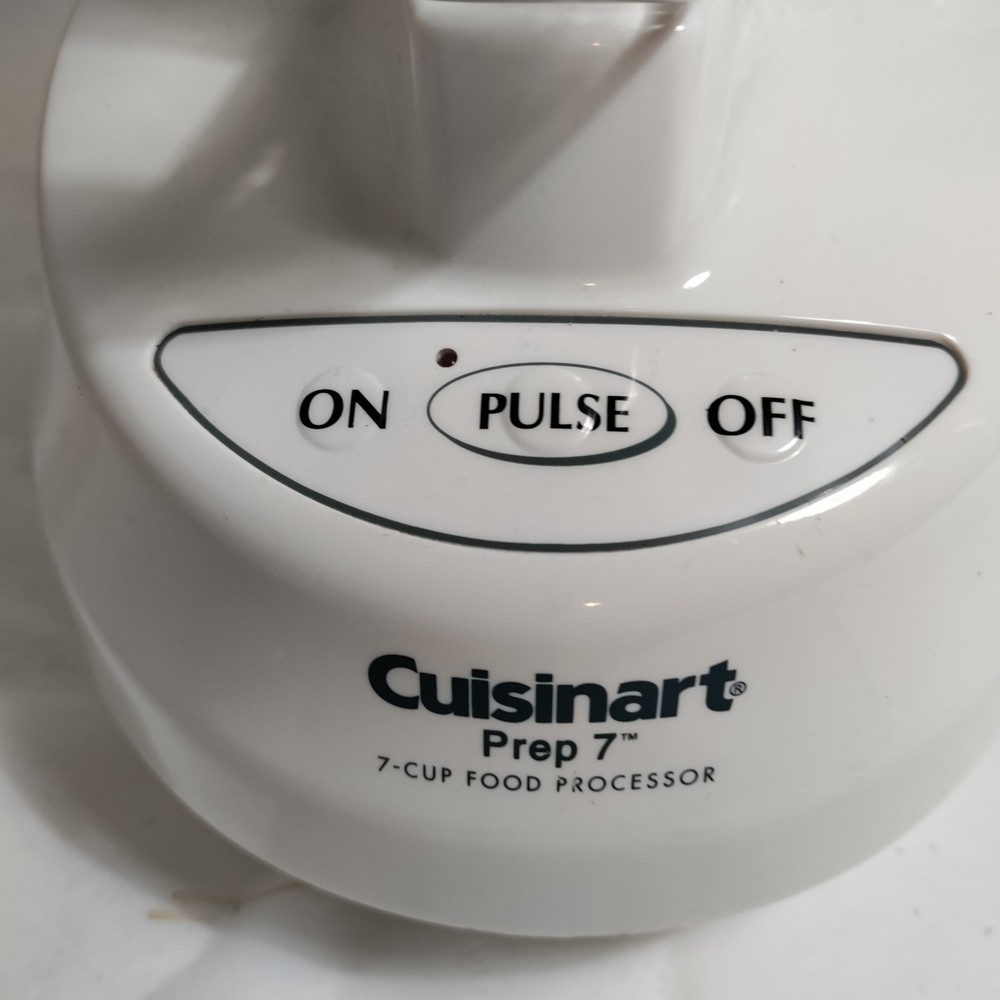 ON PULSE OFF
Cuisinart®
Prep 7™
7-CUP FOOD PROCESSOR